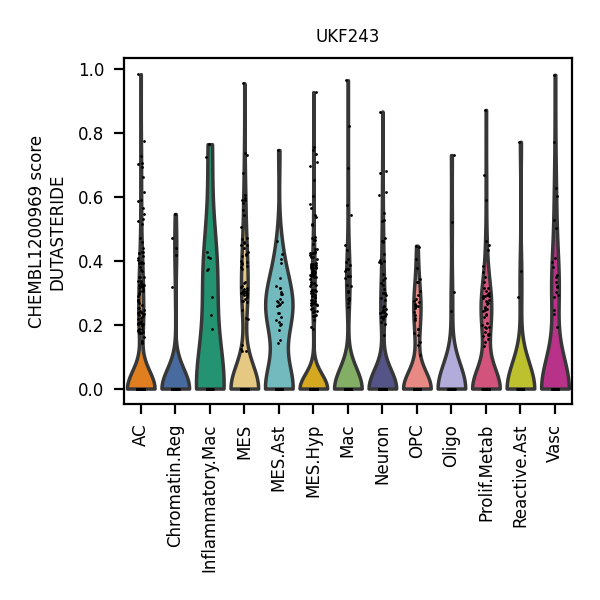 UKF243
CHEMBL1200969 score
DUTASTERIDE
1.0
0.8
0.6
0.4
0.2
0.0
AC
Chromatin.Reg
Inflammatory.Mac
MES
MES.Ast
MES.Hyp
Mac
Neuron
OPC
Oligo
Prolif.Metab
Reactive.Ast
Vasc